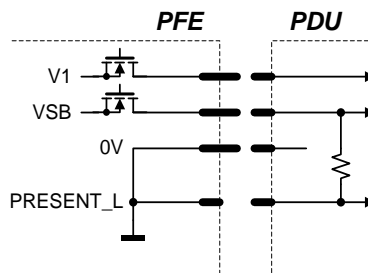 PFE PDU
V1
VSB
0V
PRESENT_L